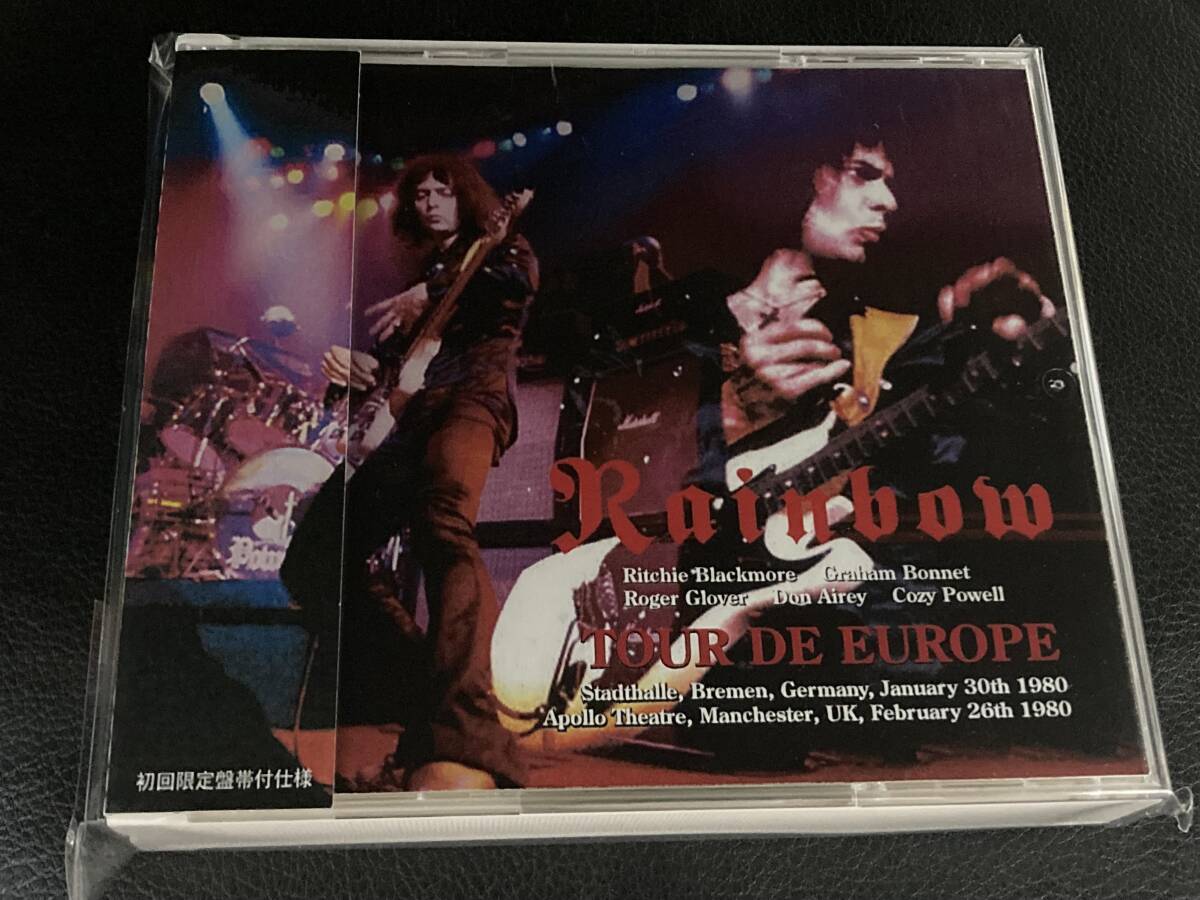 Rainbow
Ritchie Blackmore Graham Bonnet
Roger Glover Don Airey Cozy Powell
TOUR DE EUROPE
Stadthalle, Bremen, Germany, January 30th 1980
Apollo Theatre, Manchester, UK, February 26th 1980
初回限定盤帯付仕様
Marshall